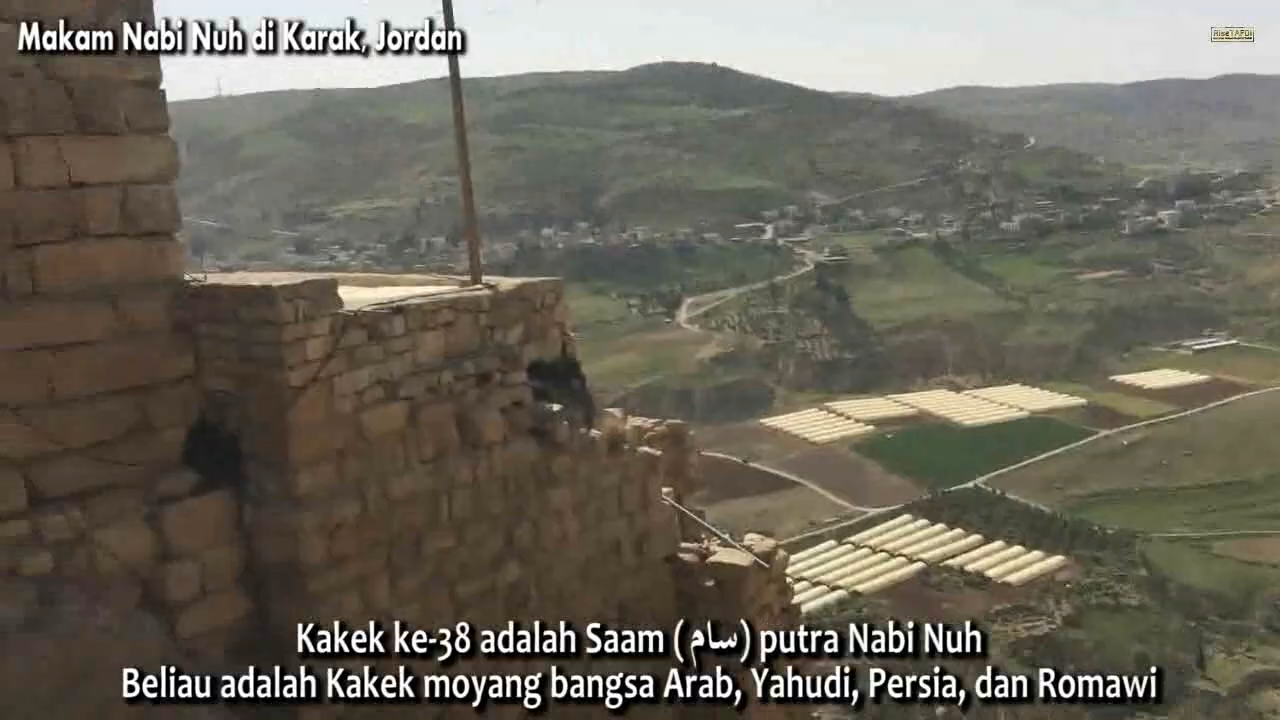 Makam Nabi Nuh di Karak, Jordan
Kakek ke-38 adalah Saam (سام) putra Nabi Nuh
Beliau adalah Kakek moyang bangsa Arab, Yahudi, Persia, dan Romawi